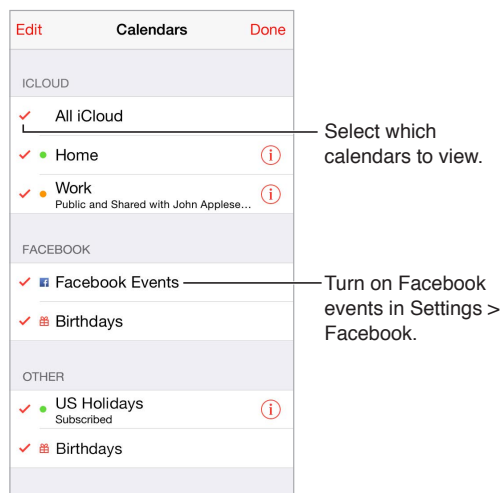 Edit Calendars Done
ICLOUD
All iCloud
Select which
calendars to view.
Home
Work
Public and Shared with John Applese...
FACEBOOK
Facebook Events
Turn on Facebook
events in Settings >
Facebook.
Birthdays
OTHER
US Holidays
Subscribed
Birthdays